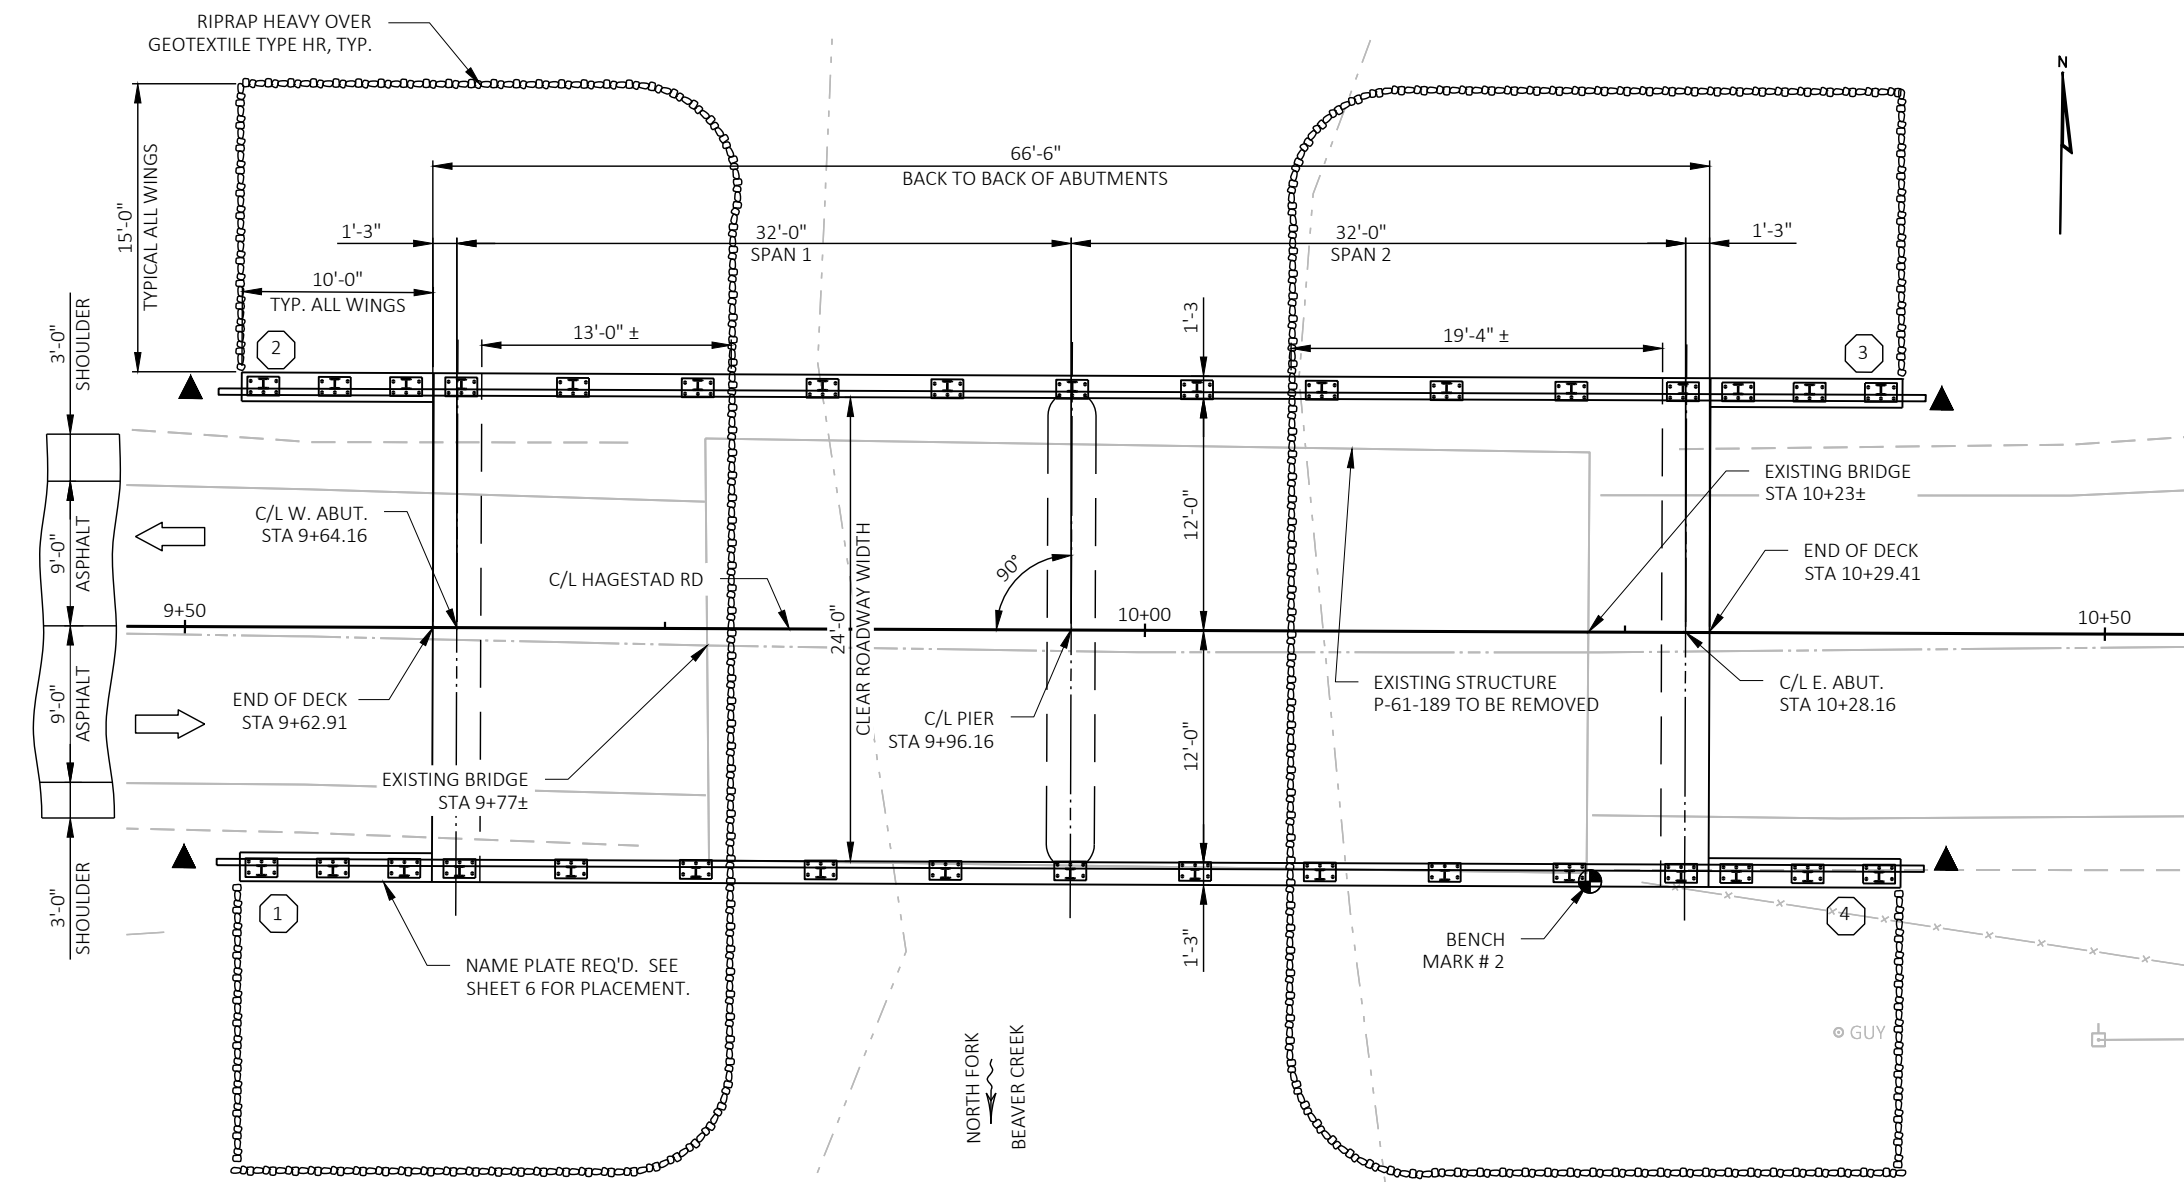 RIPRAP HEAVY OVER
GEOTEXTILE TYPE HR, TYP.
N
66'-6"
BACK TO BACK OF ABUTMENTS
15'-0"
TYPICAL ALL WINGS
1'-3"
32'-0"
SPAN 1
32'-0"
SPAN 2
1'-3"
10'-0"
TYP. ALL WINGS
3'-0"
SHOULDER
2
13'-0" ±
1'-3
19'-4" ±
3
9'-0"
ASPHALT
C/L W. ABUT.
STA 9+64.16
C/L HAGESTAD RD
24'-0"
CLEAR ROADWAY WIDTH
90°
12'-0"
EXISTING BRIDGE
STA 10+23±
END OF DECK
STA 10+29.41
9+50
10+00
10+50
9'-0"
ASPHALT
END OF DECK
STA 9+62.91
EXISTING BRIDGE
STA 9+77±
C/L PIER
STA 9+96.16
12'-0"
EXISTING STRUCTURE
P-61-189 TO BE REMOVED
C/L E. ABUT.
STA 10+28.16
3'-0"
SHOULDER
1
NAME PLATE REQ'D.  SEE
SHEET 6 FOR PLACEMENT.
1'-3"
BENCH
MARK # 2
4
GUY
NORTH FORK
BEAVER CREEK